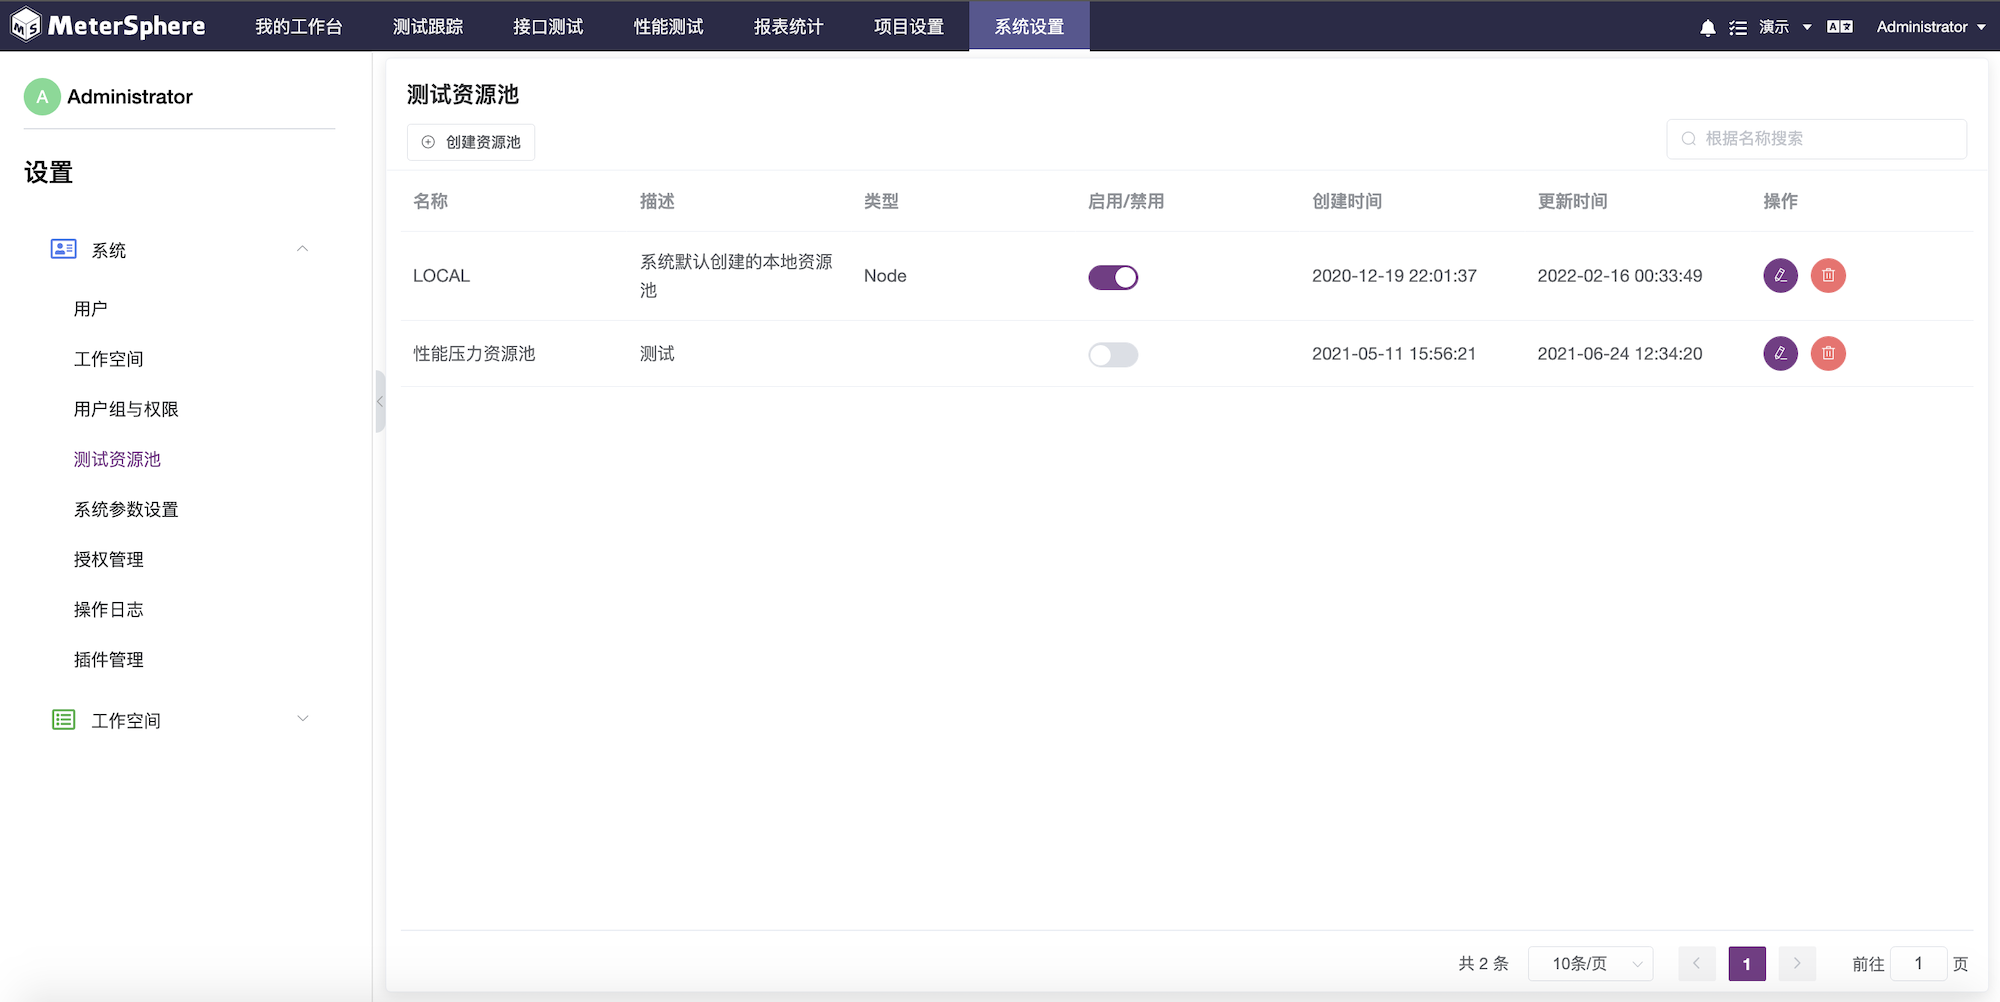 MeterSphere 我的工作台 测试跟踪 接口测试 性能测试 报表统计 项目设置 系统设置 演示 Administrator
A Administrator
设置
系统
用户
工作空间
用户组与权限
测试资源池
系统参数设置
授权管理
操作日志
插件管理
工作空间
测试资源池
创建资源池
根据名称搜索
名称 描述 类型 启用/禁用 创建时间 更新时间 操作
LOCAL 系统默认创建的本地资源池 Node 2020-12-19 22:01:37 2022-02-16 00:33:49
性能压力资源池 测试 2021-05-11 15:56:21 2021-06-24 12:34:20
共 2 条 10条/页 1 前往 1 页